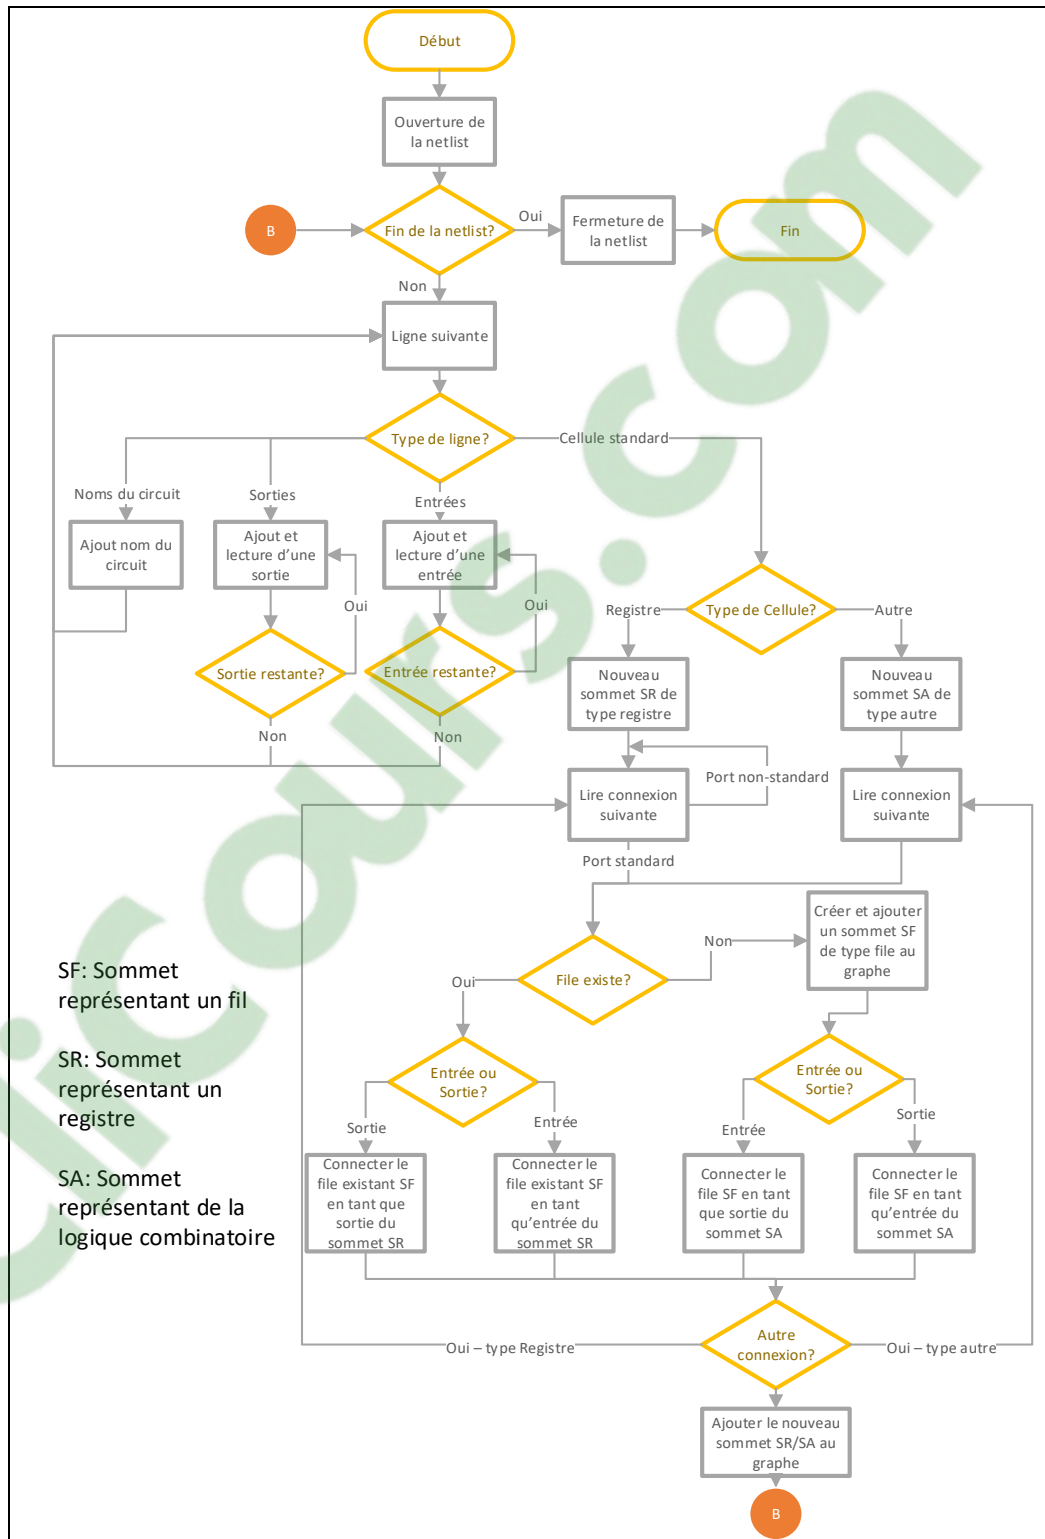 Début
Ouverture de
la netlist
B
Fin de la netlist?
Oui
Fermeture de
la netlist
Fin
Non
Ligne suivante
Type de ligne?
Cellule standard
Noms du circuit
Sorties
Entrées
Ajout nom du
circuit
Ajout et
lecture d'une
sortie
Ajout et
lecture d'une
entrée
Oui
Oui
Registre
Type de Cellule?
Autre
Sortie restante?
Entrée restante?
Nouveau
sommet SR de
type registre
Nouveau
sommet SA de
type autre
Non
Non
Port non-standard
Lire connexion
suivante
Lire connexion
suivante
Port standard
Créer et ajouter
un sommet SF
de type file au
graphe
Non
File existe?
Oui
SF: Sommet
représentant un fil
SR: Sommet
représentant un
registre
SA: Sommet
représentant de la
logique combinatoire
Entrée ou
Sortie?
Entrée ou
Sortie?
Sortie
Entrée
Entrée
Sortie
Connecter le
file existant SF
en tant que
sortie du
sommet SR
Connecter le
file existant SF
en tant
qu'entrée du
sommet SR
Connecter le
file SF en tant
que sortie du
sommet SA
Connecter le
file SF en tant
qu'entrée du
sommet SA
Autre
connexion?
Oui – type Registre
Oui – type autre
Ajouter le nouveau
sommet SR/SA au
graphe
B
cliCours.com